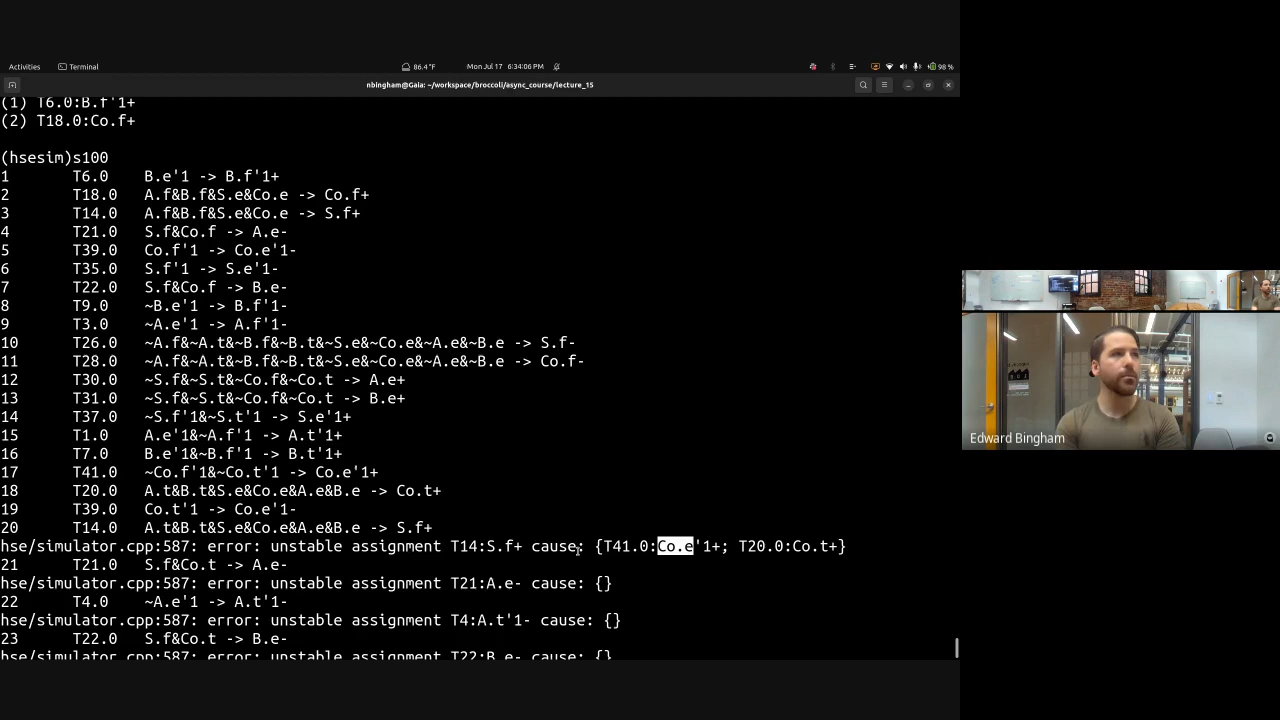 Activities Terminal 86.4 °F Mon Jul 17 6:34:06 PM 98 %
nbingham@Gaia: ~/workspace/broccoli/async_course/lecture_15
(1) T6.0:B.f'1+
(2) T18.0:Co.f+
(hsesim)s100
1 T6.0 B.e'1 -> B.f'1+
2 T18.0 A.f&B.f&S.e&Co.e -> Co.f+
3 T14.0 A.f&B.f&S.e&Co.e -> S.f+
4 T21.0 S.f&Co.f -> A.e-
5 T39.0 Co.f'1 -> Co.e'1-
6 T35.0 S.f'1 -> S.e'1-
7 T22.0 S.f&Co.f -> B.e-
8 T9.0 ~B.e'1 -> B.f'1-
9 T3.0 ~A.e'1 -> A.f'1-
10 T26.0 ~A.f&~A.t&~B.f&~B.t&~S.e&~Co.e&~A.e&~B.e -> S.f-
11 T28.0 ~A.f&~A.t&~B.f&~B.t&~S.e&~Co.e&~A.e&~B.e -> Co.f-
12 T30.0 ~S.f&~S.t&~Co.f&~Co.t -> A.e+
13 T31.0 ~S.f&~S.t&~Co.f&~Co.t -> B.e+
14 T37.0 ~S.f'1&~S.t'1 -> S.e'1+
15 T1.0 A.e'1&~A.f'1 -> A.t'1+
16 T7.0 B.e'1&~B.f'1 -> B.t'1+
17 T41.0 ~Co.f'1&~Co.t'1 -> Co.e'1+
18 T20.0 A.t&B.t&S.e&Co.e&A.e&B.e -> Co.t+
19 T39.0 Co.t'1 -> Co.e'1-
20 T14.0 A.t&B.t&S.e&Co.e&A.e&B.e -> S.f+
hse/simulator.cpp:587: error: unstable assignment T14:S.f+ cause: {T41.0:Co.e'1+; T20.0:Co.t+}
21 T21.0 S.f&Co.t -> A.e-
hse/simulator.cpp:587: error: unstable assignment T21:A.e- cause: {}
22 T4.0 ~A.e'1 -> A.t'1-
hse/simulator.cpp:587: error: unstable assignment T4:A.t'1- cause: {}
23 T22.0 S.f&Co.t -> B.e-
hse/simulator.cpp:587: error: unstable assignment T22:B.e- cause: {}
Edward Bingham